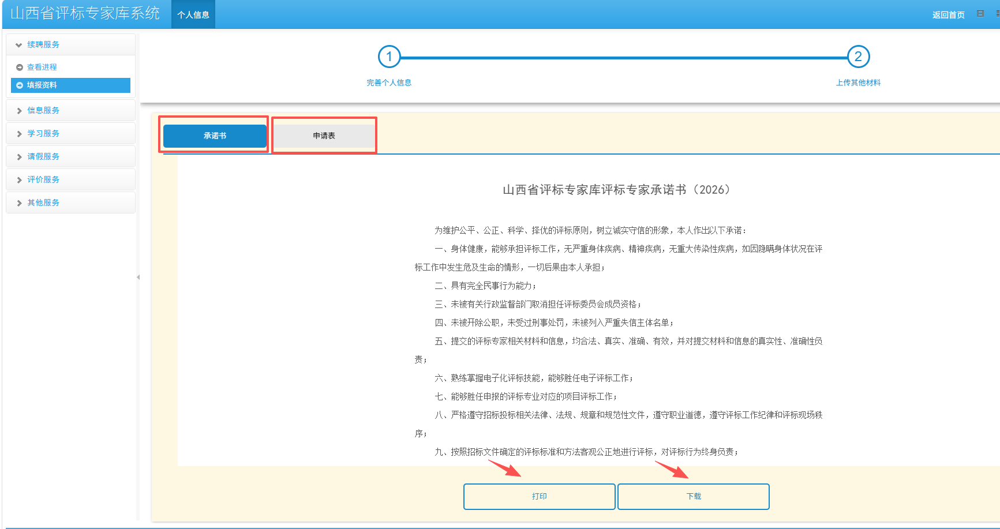 山西省评标专家库系统
个人信息
返回首页
续聘服务
查看进程
填报资料
信息服务
学习服务
请假服务
评价服务
其他服务
1
2
完善个人信息
上传其他材料
承诺书
申请表
山西省评标专家库评标专家承诺书（2026）
为维护公平、公正、科学、择优的评标原则，树立诚实守信的形象，本人作出以下承诺：
一、身体健康，能够承担评标工作，无严重身体疾病、精神疾病，无重大传染性疾病，如因隐瞒身体状况在评
标工作中发生危及生命的情形，一切后果由本人承担；
二、具有完全民事行为能力；
三、未被有关行政监督部门取消担任评标委员会成员资格；
四、未被开除公职，未受过刑事处罚，未被列入严重失信主体名单；
五、提交的评标专家相关材料和信息，均合法、真实、准确、有效，并对提交材料和信息的真实性、准确性负
责；
六、熟练掌握电子化评标技能，能够胜任电子评标工作；
七、能够胜任申报的评标专业对应的项目评标工作；
八、严格遵守招标投标相关法律、法规、规章和规范性文件，遵守职业道德，遵守评标工作纪律和评标现场秩
序；
九、按照招标文件确定的评标标准和方法客观公正地进行评标，对评标行为终身负责；
打印
下载